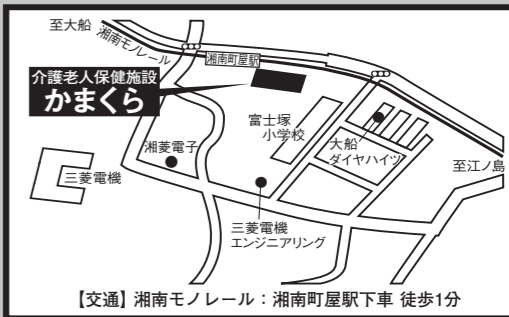 至大船
湘南モノレール
湘南町屋駅
介護老人保健施設
かまくら
富士塚
小学校
湘菱電子
大船
ダイヤハイツ
至江ノ島
三菱電機
三菱電機
エンジニアリング
【交通】湘南モノレール：湘南町屋駅下車 徒歩1分